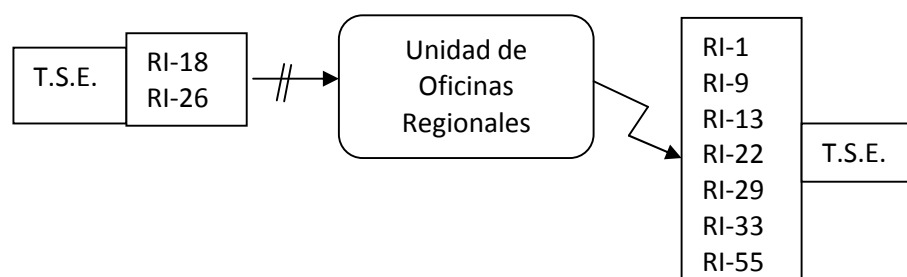 T.S.E.
RI-18
RI-26
Unidad de
Oficinas
Regionales
RI-1
RI-9
RI-13
RI-22
RI-29
RI-33
RI-55
T.S.E.